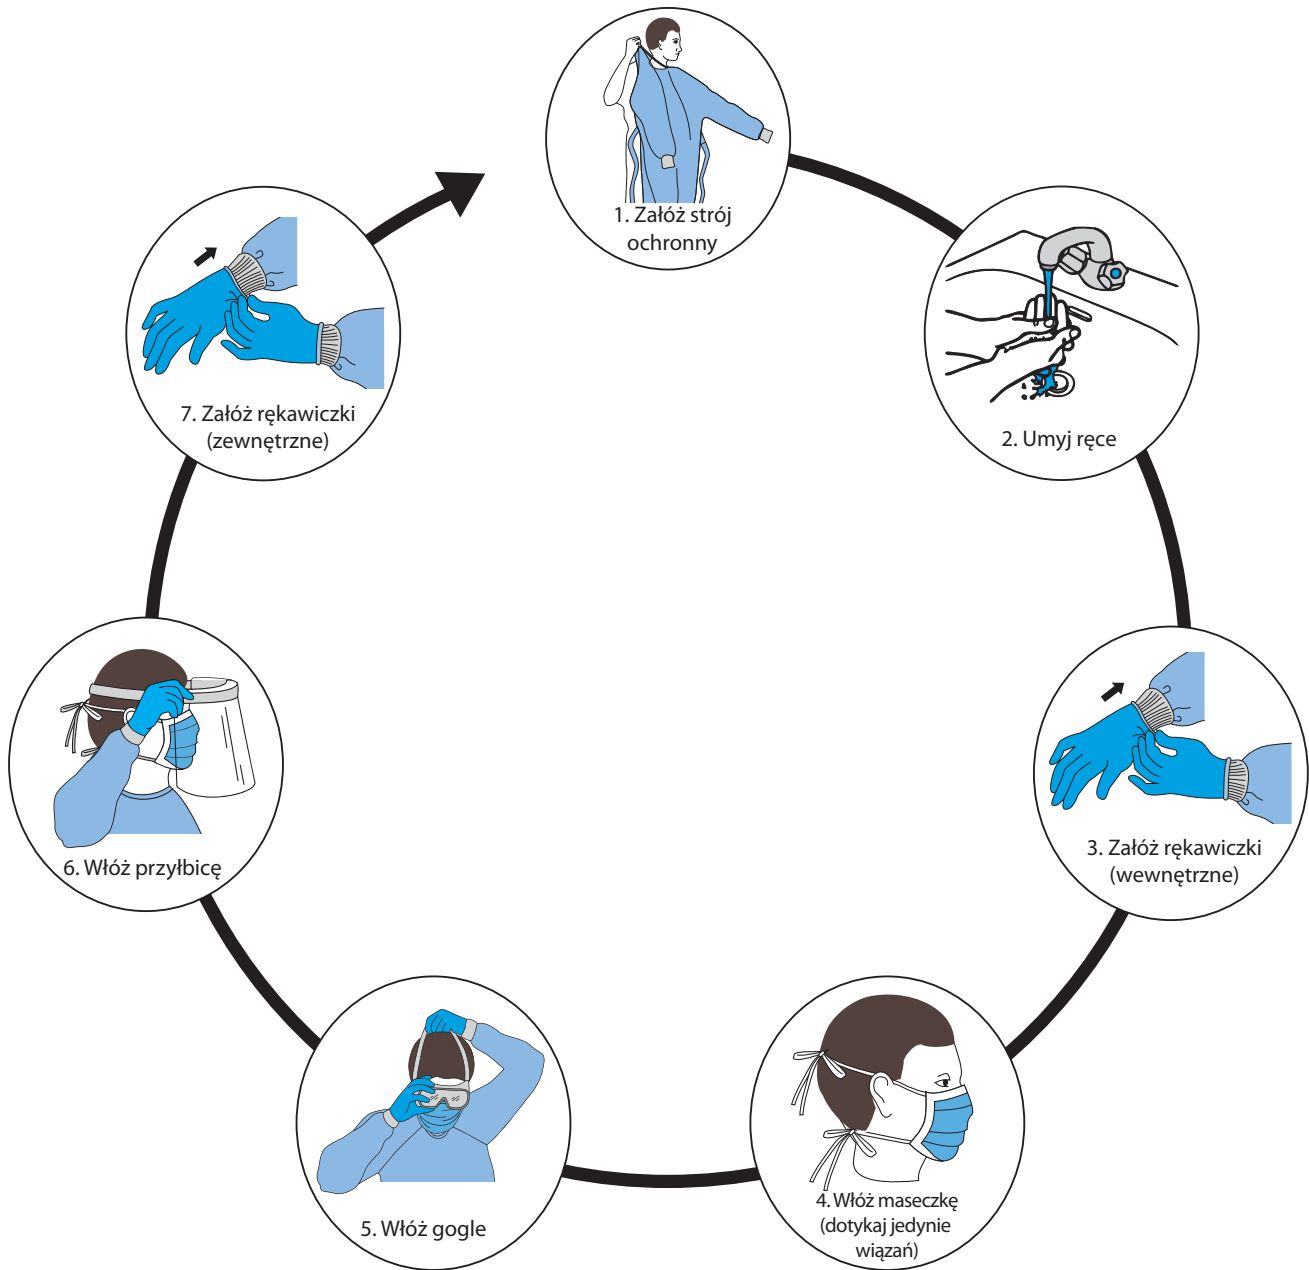 1. Załóż strój
ochronny
2. Umyj ręce
3. Załóż rękawiczki
(wewnętrzne)
4. Włóż maseczkę
(dotykaj jedynie
wiązań)
5. Włóż gogle
6. Włóż przyłbicę
7. Załóż rękawiczki
(zewnętrzne)